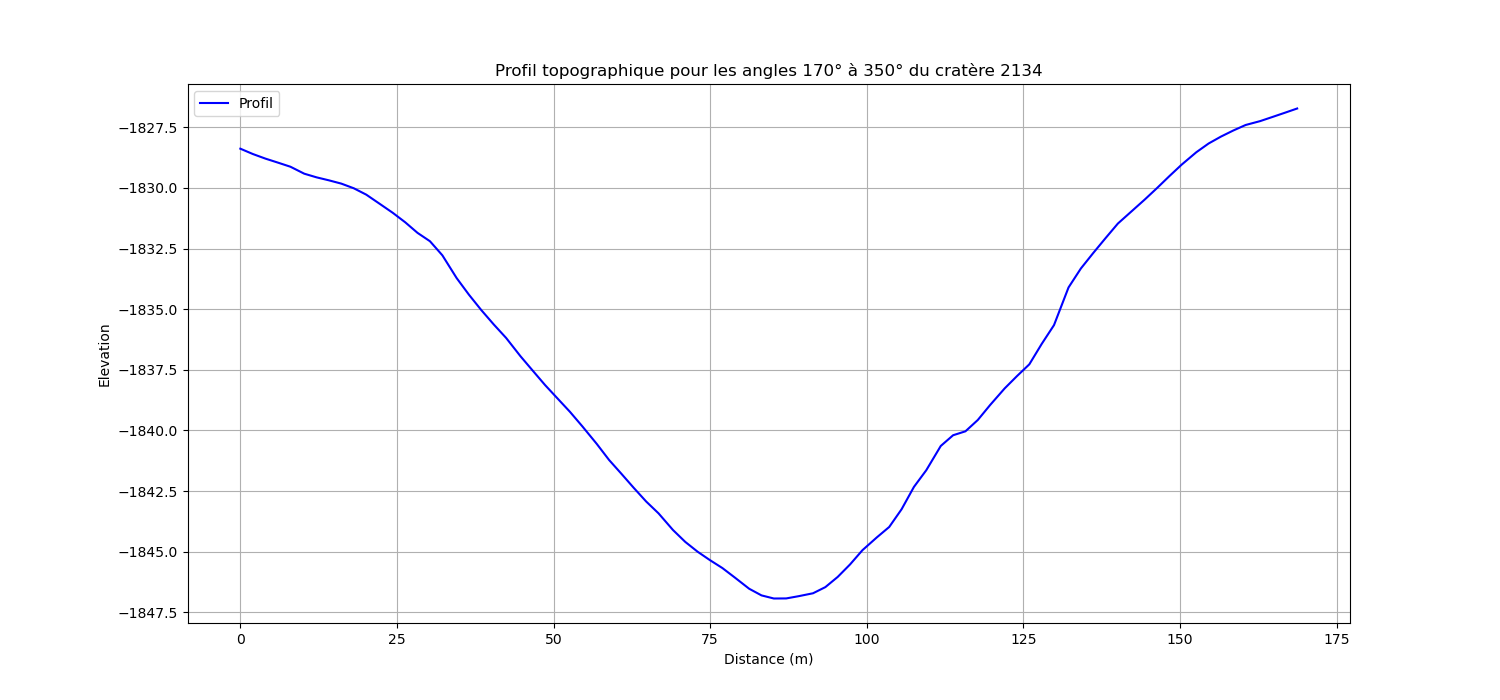 Profil topographique pour les angles 170° à 350° du cratère 2134
Profil
−1827.5
−1830.0
−1832.5
−1835.0
−1837.5
−1840.0
−1842.5
−1845.0
−1847.5
Elevation
0 25 50 75 100 125 150 175
Distance (m)